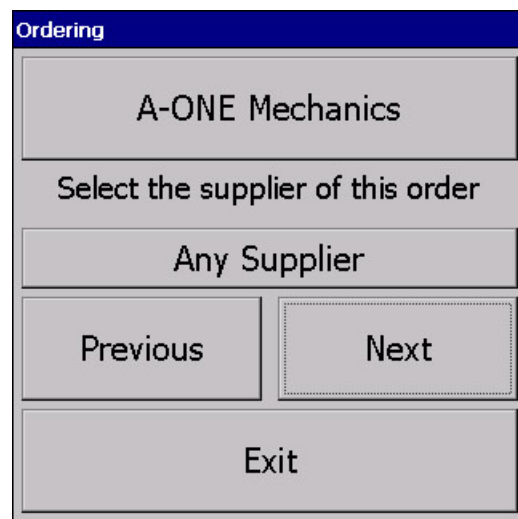 Ordering
A-ONE Mechanics
Select the supplier of this order
Any Supplier
Previous Next
Exit